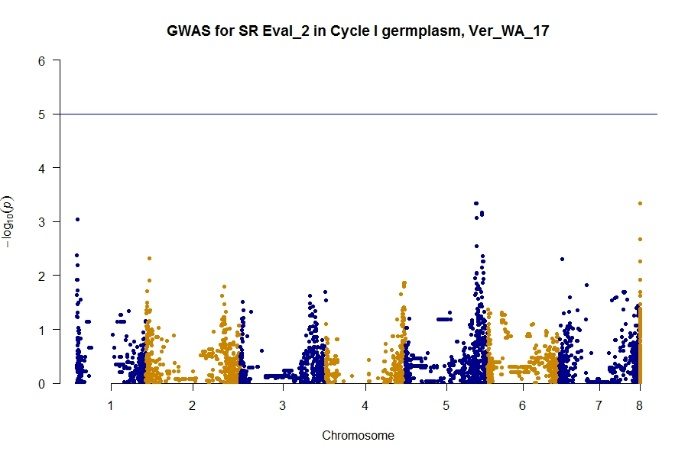 GWAS for SR Eval_2 in Cycle I germplasm, Ver_WA_17
6
5
4
3
2
1
0
−log₁₀(p)
1 2 3 4 5 6 7 8
Chromosome